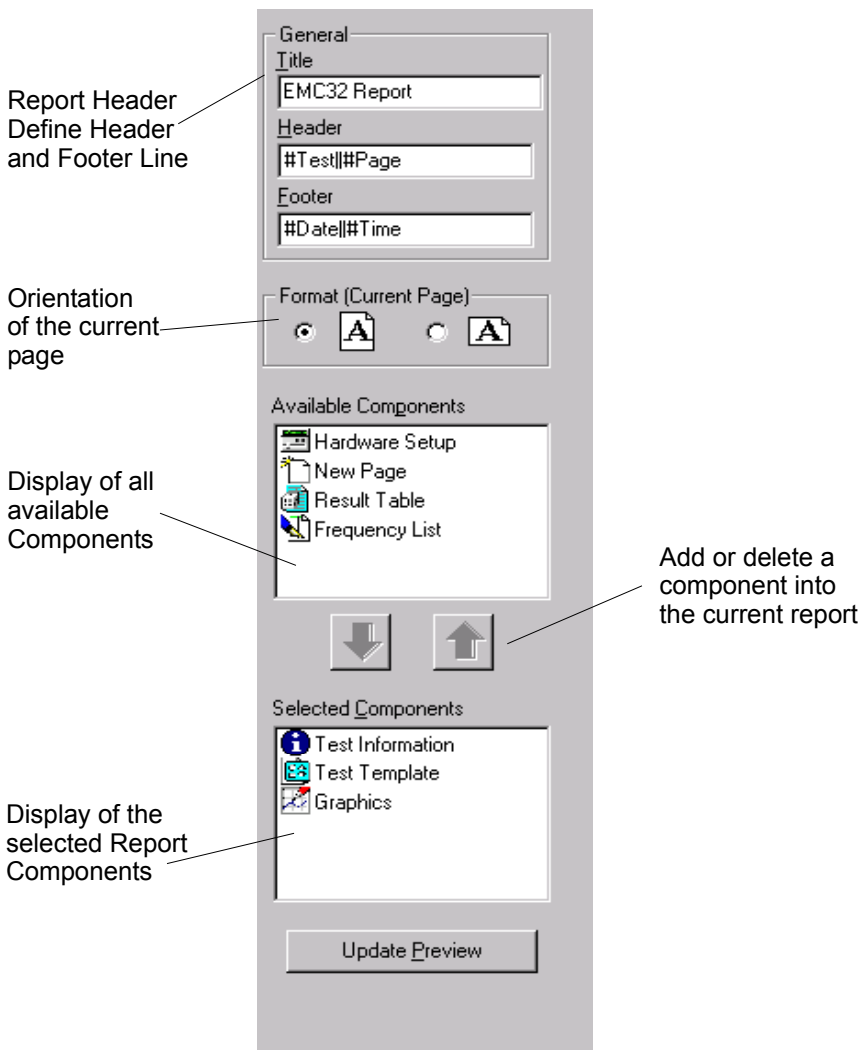 General
Title
EMC32 Report
Report Header
Define Header
and Footer Line
Header
#Test||#Page
Footer
#Date||#Time
Orientation
of the current
page
Format (Current Page)
A
A
Available Components
Hardware Setup
New Page
Result Table
Frequency List
Display of all
available
Components
Add or delete a
component into
the current report
Selected Components
Test Information
Test Template
Graphics
Display of the
selected Report
Components
Update Preview